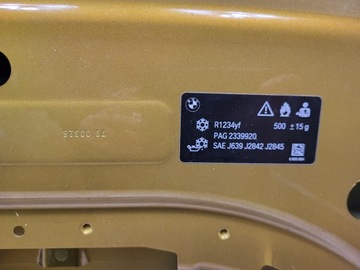 R1234yf 500 ± 15 g
PAG 2339920
SAE J639 J2842 J2845